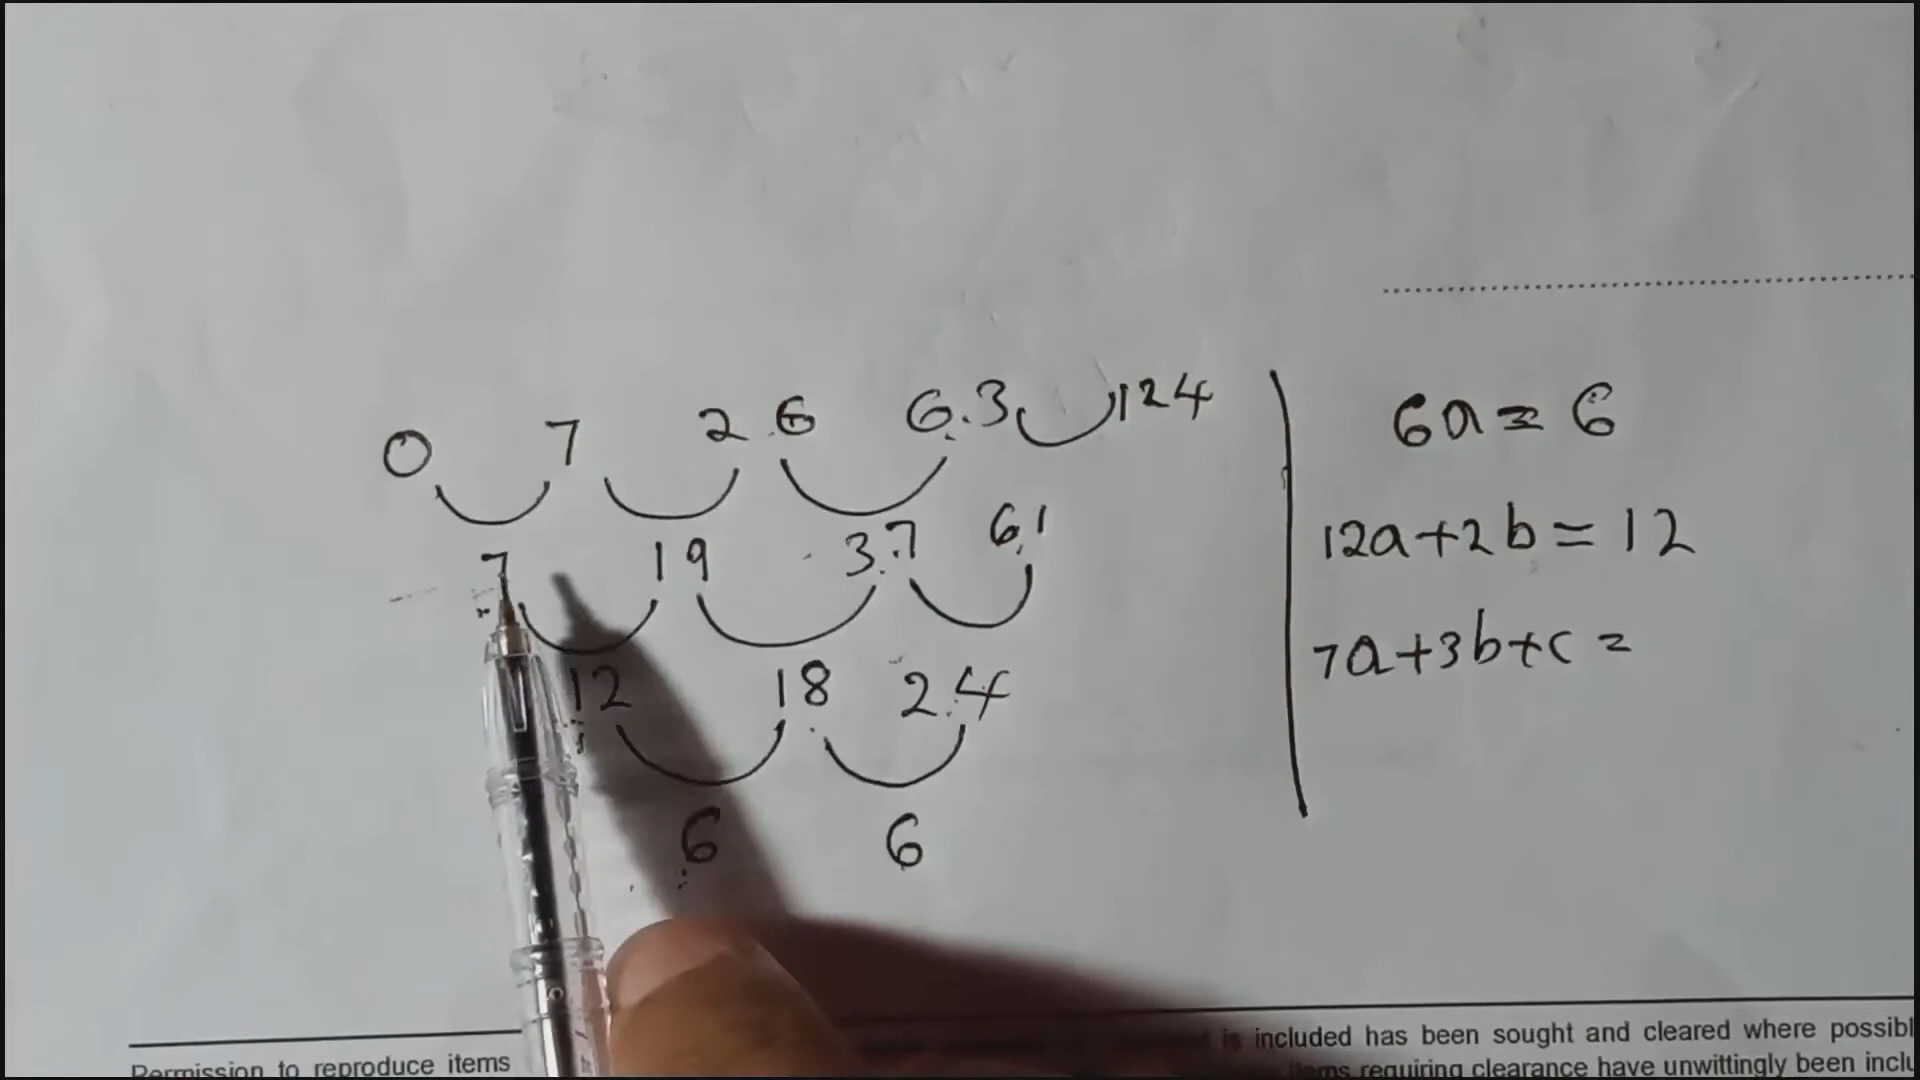 0 7 26 63 124
7 19 37 61
12 18 24
6 6
6a = 6
12a+2b = 12
7a+3b+c =
Permission to reproduce items
is included has been sought and cleared where possibl
items requiring clearance have unwittingly been inclu